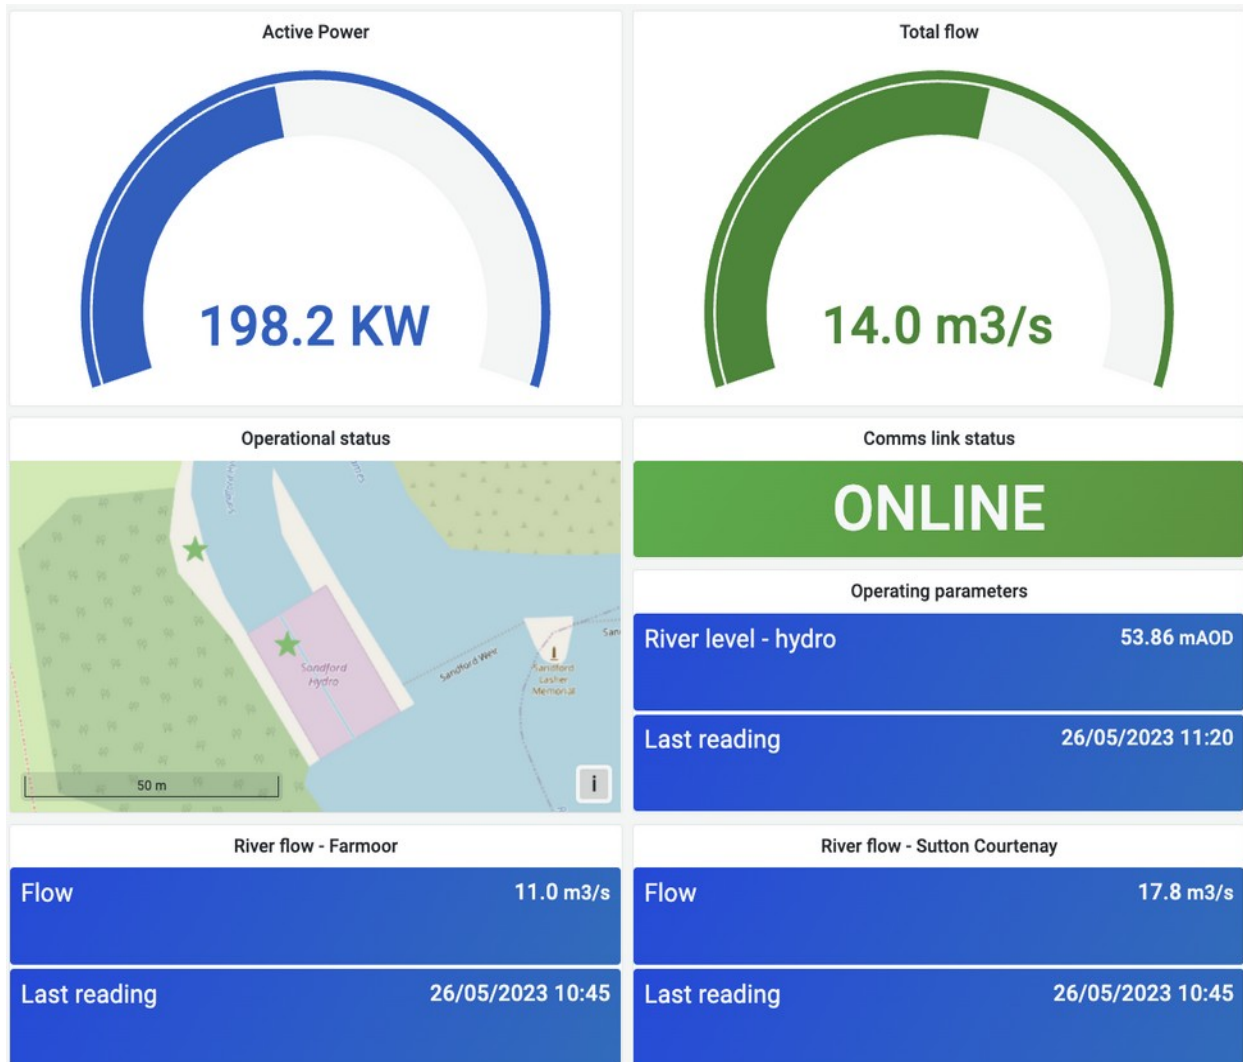 Active Power
198.2 KW
Total flow
14.0 m3/s
Operational status
Sandford
Hydro
Sandford Weir
San
Sandford
Lasher
Memorial
50 m
i
Comms link status
ONLINE
Operating parameters
River level - hydro 53.86 mAOD
Last reading 26/05/2023 11:20
River flow - Farmoor
Flow 11.0 m3/s
Last reading 26/05/2023 10:45
River flow - Sutton Courtenay
Flow 17.8 m3/s
Last reading 26/05/2023 10:45